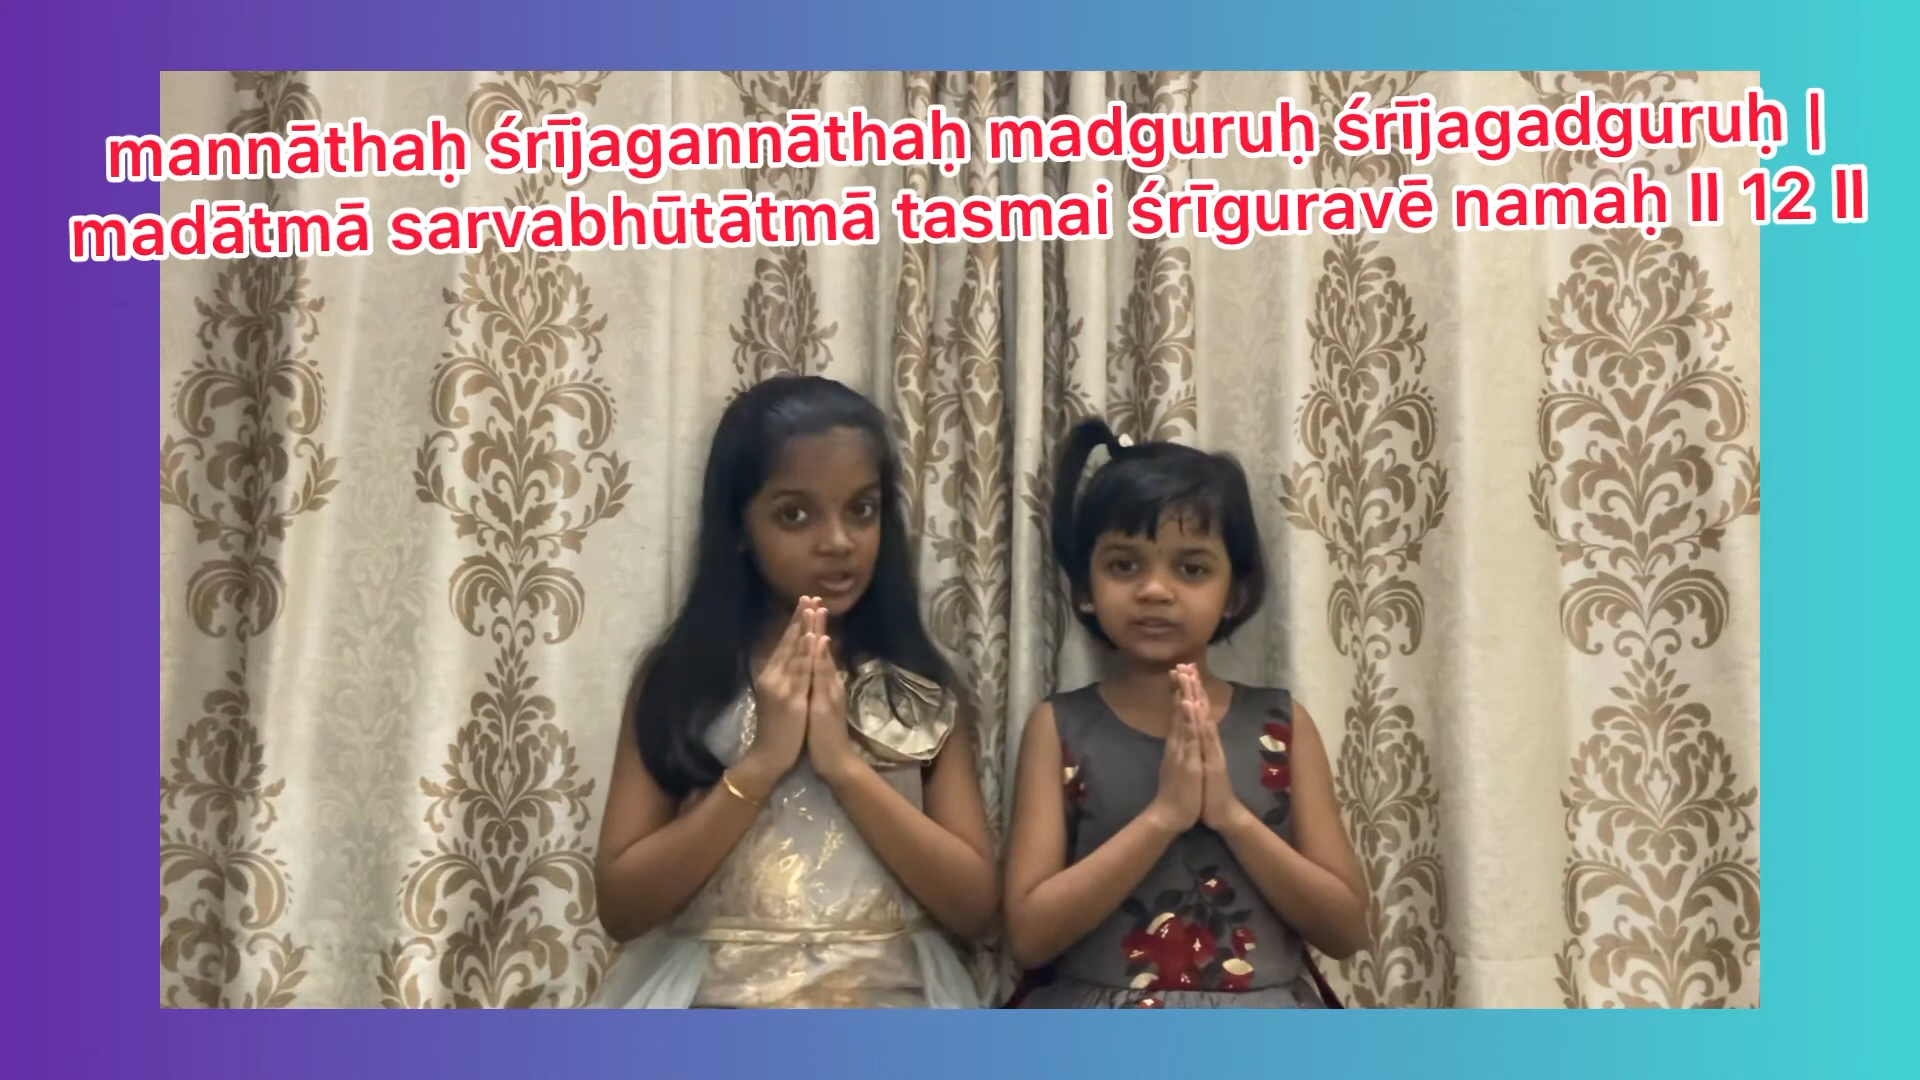 mannāthaḥ śrījagannāthaḥ madguruḥ śrījagadguruḥ |
madātmā sarvabhūtātmā tasmai śrīguravē namaḥ || 12 ||